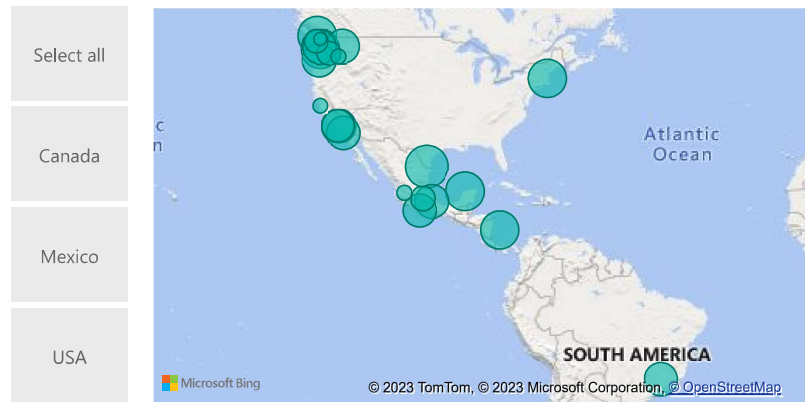 Select all
Canada
Mexico
USA
c
n
Atlantic
Ocean
SOUTH AMERICA
Microsoft Bing
© 2023 TomTom, © 2023 Microsoft Corporation, © OpenStreetMap